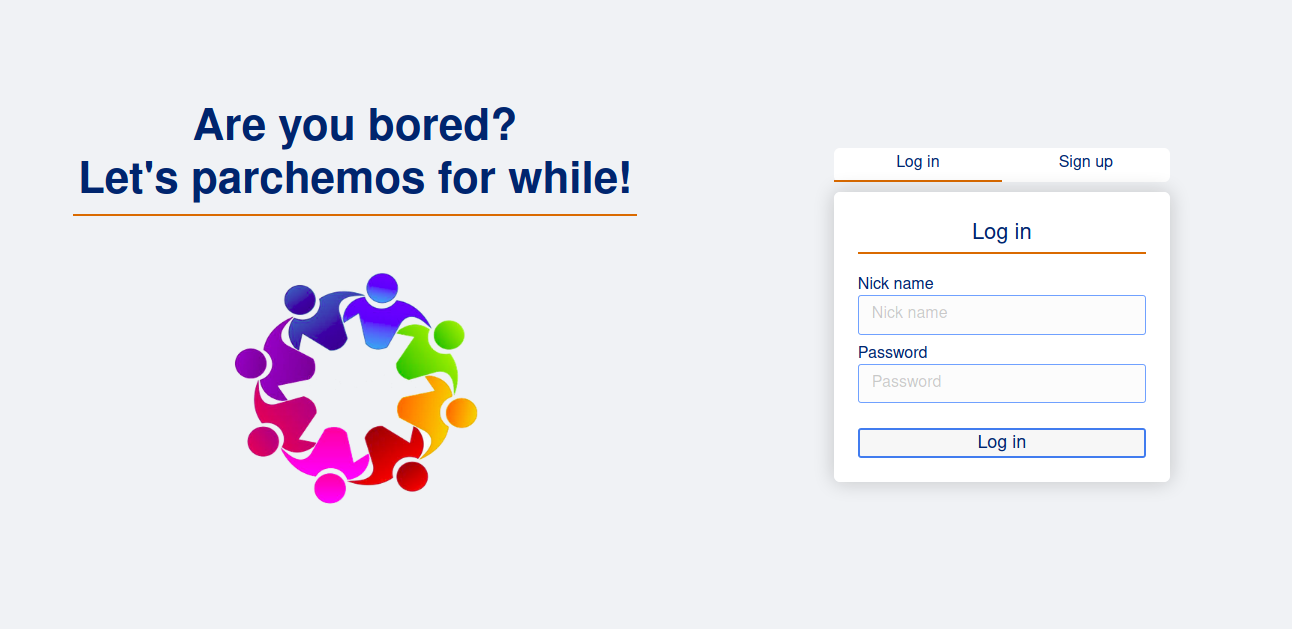 Are you bored?
Let's parchemos for while!
Log in
Sign up
Log in
Nick name
Nick name
Password
Password
Log in